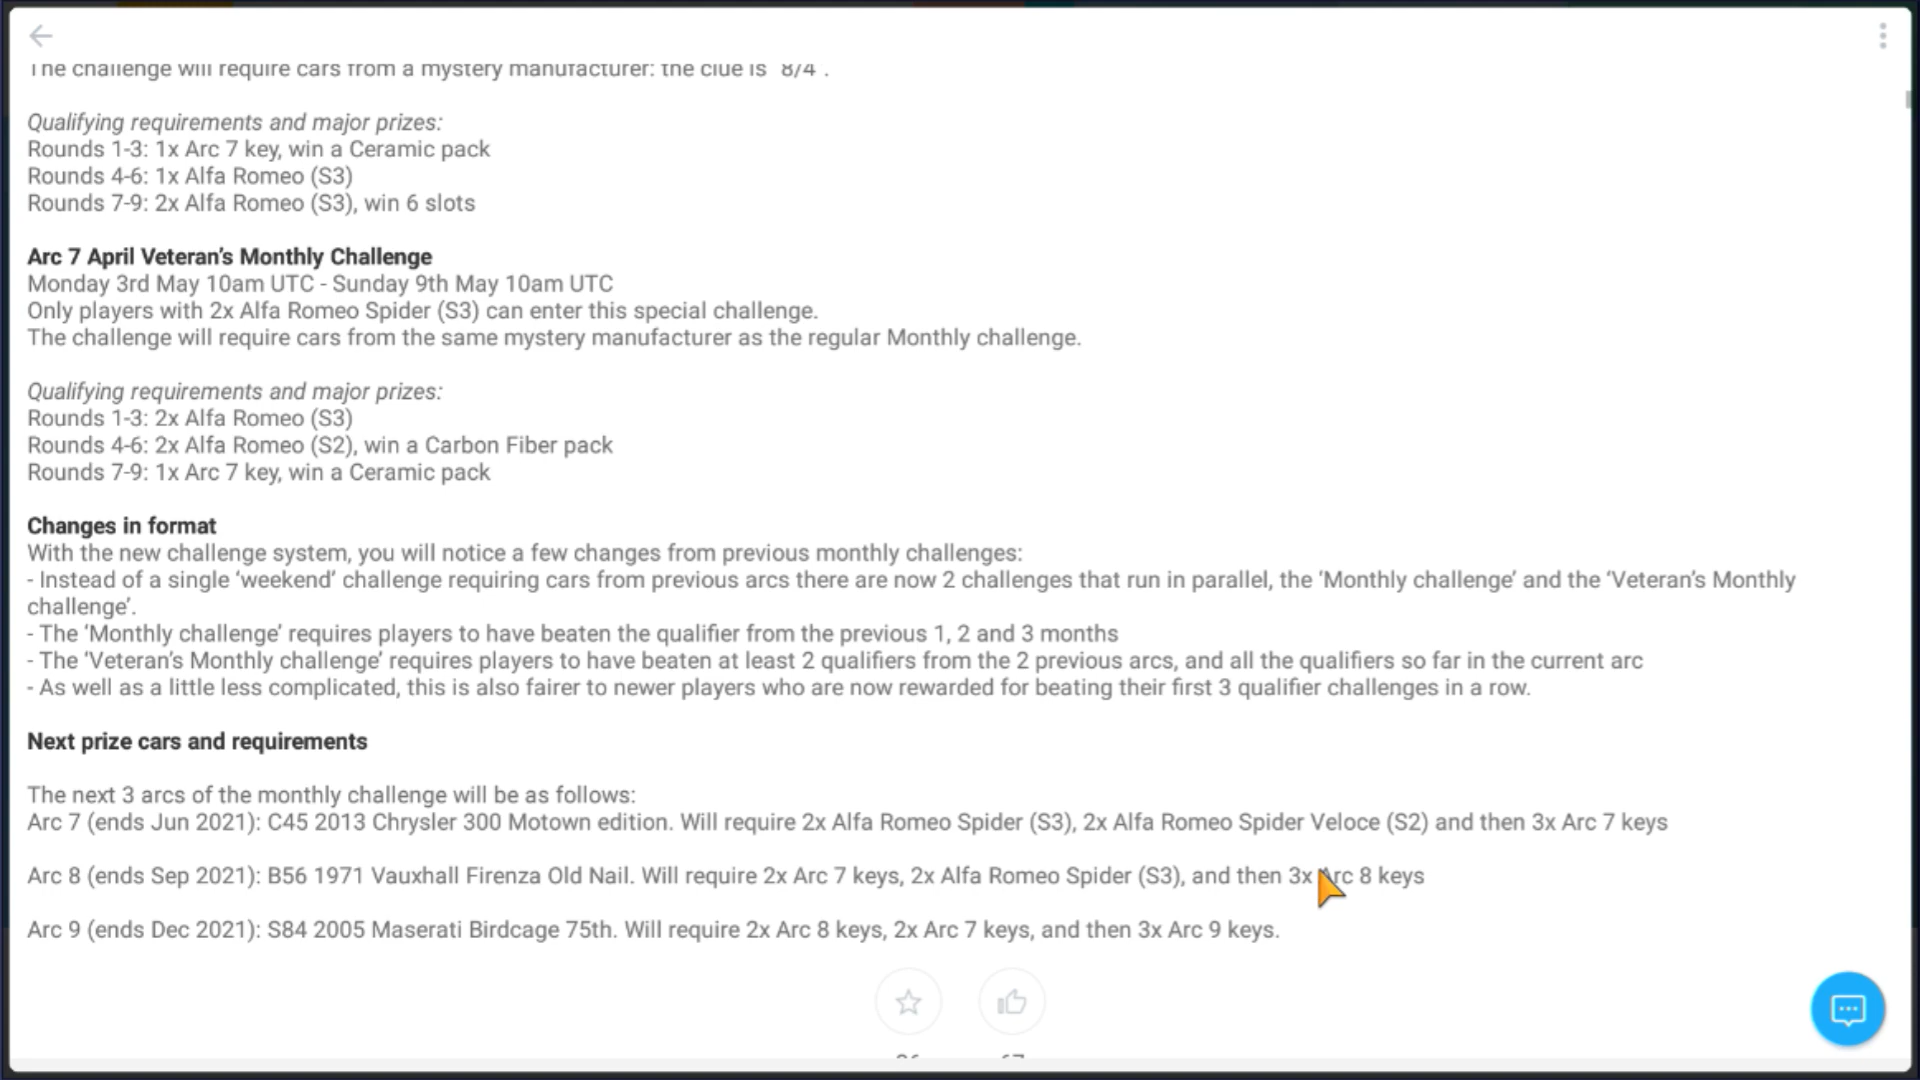 The challenge will require cars from a mystery manufacturer: the clue is "8/4".
Qualifying requirements and major prizes:
Rounds 1-3: 1x Arc 7 key, win a Ceramic pack
Rounds 4-6: 1x Alfa Romeo (S3)
Rounds 7-9: 2x Alfa Romeo (S3), win 6 slots
Arc 7 April Veteran’s Monthly Challenge
Monday 3rd May 10am UTC - Sunday 9th May 10am UTC
Only players with 2x Alfa Romeo Spider (S3) can enter this special challenge.
The challenge will require cars from the same mystery manufacturer as the regular Monthly challenge.
Qualifying requirements and major prizes:
Rounds 1-3: 2x Alfa Romeo (S3)
Rounds 4-6: 2x Alfa Romeo (S2), win a Carbon Fiber pack
Rounds 7-9: 1x Arc 7 key, win a Ceramic pack
Changes in format
With the new challenge system, you will notice a few changes from previous monthly challenges:
- Instead of a single ‘weekend’ challenge requiring cars from previous arcs there are now 2 challenges that run in parallel, the ‘Monthly challenge’ and the ‘Veteran’s Monthly
challenge’.
- The ‘Monthly challenge’ requires players to have beaten the qualifier from the previous 1, 2 and 3 months
- The ‘Veteran’s Monthly challenge’ requires players to have beaten at least 2 qualifiers from the 2 previous arcs, and all the qualifiers so far in the current arc
- As well as a little less complicated, this is also fairer to newer players who are now rewarded for beating their first 3 qualifier challenges in a row.
Next prize cars and requirements
The next 3 arcs of the monthly challenge will be as follows:
Arc 7 (ends Jun 2021): C45 2013 Chrysler 300 Motown edition. Will require 2x Alfa Romeo Spider (S3), 2x Alfa Romeo Spider Veloce (S2) and then 3x Arc 7 keys
Arc 8 (ends Sep 2021): B56 1971 Vauxhall Firenza Old Nail. Will require 2x Arc 7 keys, 2x Alfa Romeo Spider (S3), and then 3x Arc 8 keys
Arc 9 (ends Dec 2021): S84 2005 Maserati Birdcage 75th. Will require 2x Arc 8 keys, 2x Arc 7 keys, and then 3x Arc 9 keys.